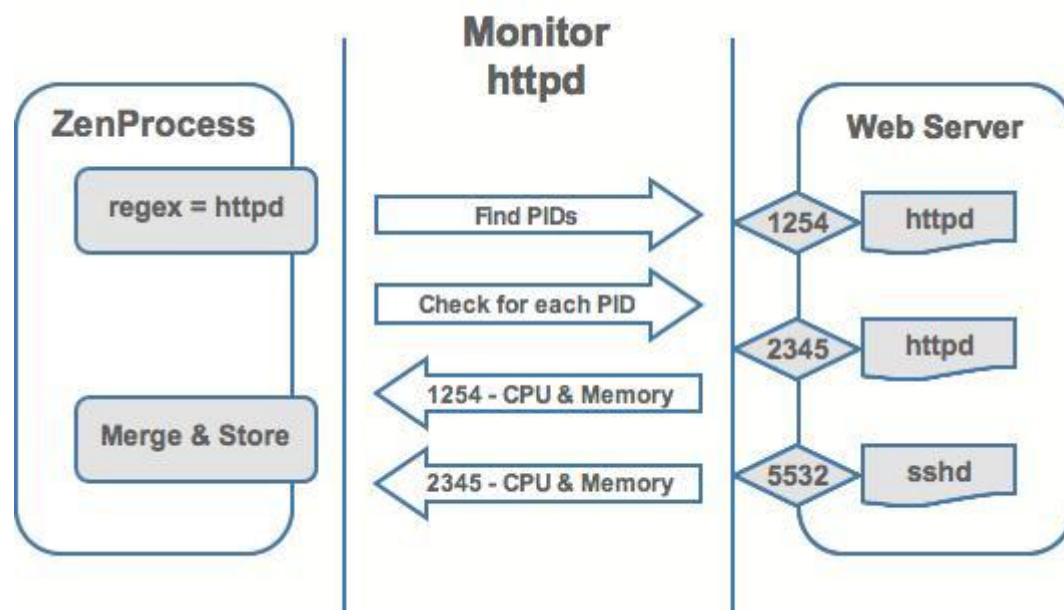 Monitor
httpd
ZenProcess
regex = httpd
Merge & Store
Find PIDs
Check for each PID
1254 - CPU & Memory
2345 - CPU & Memory
Web Server
1254
httpd
2345
httpd
5532
sshd